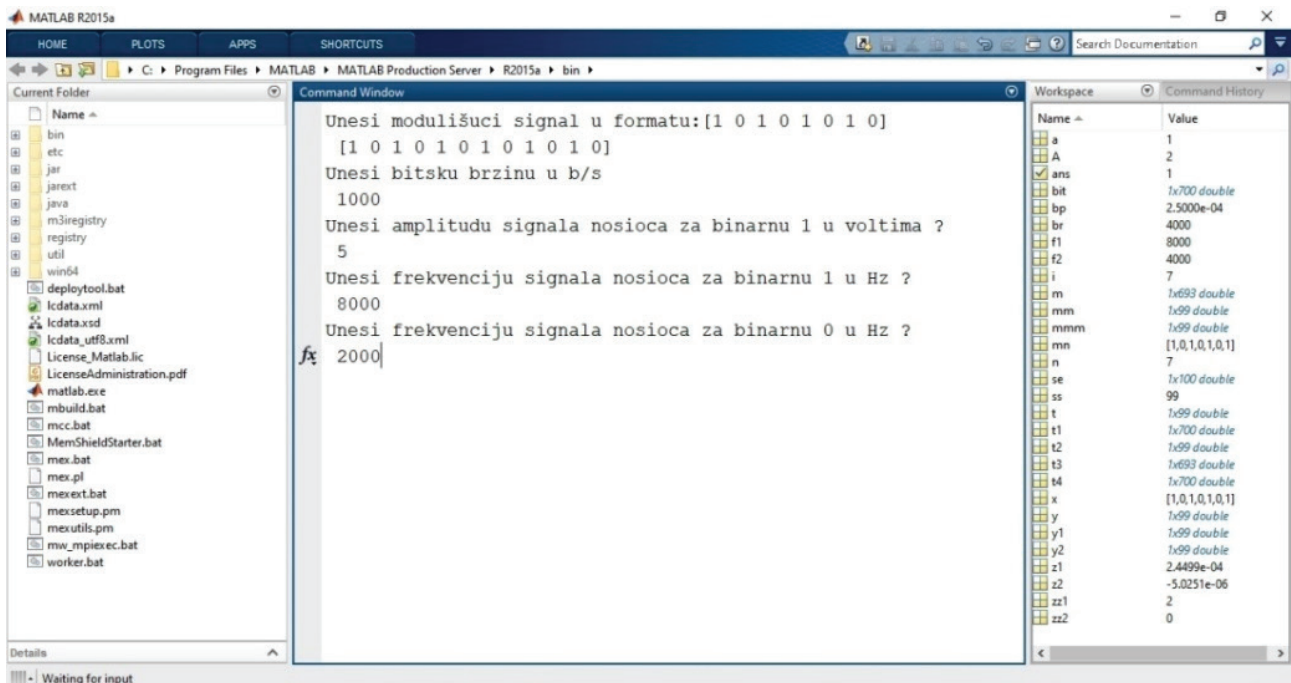 MATLAB R2015a
HOME PLOTS APPS SHORTCUTS Search Documentation
C: Program Files MATLAB MATLAB Production Server R2015a bin
Current Folder
Name
bin
etc
jar
jarext
java
m3iregistry
registry
util
win64
deploytool.bat
lcdata.xml
lcdata.xsd
lcdata_utf8.xml
License_Matlab.lic
LicenseAdministration.pdf
matlab.exe
mbuild.bat
mcc.bat
MemShieldStarter.bat
mex.bat
mex.pl
mexext.bat
mexsetup.pm
mexutils.pm
mw_mpiexec.bat
worker.bat
Details
Waiting for input
Command Window
Unesi modulišuci signal u formatu:[1 0 1 0 1 0 1 0]
[1 0 1 0 1 0 1 0 1 0 1 0]
Unesi bitsku brzinu u b/s
1000
Unesi amplitudu signala nosioca za binarnu 1 u voltima ?
5
Unesi frekvenciju signala nosioca za binarnu 1 u Hz ?
8000
Unesi frekvenciju signala nosioca za binarnu 0 u Hz ?
fx 2000
Workspace Command History
Name Value
a 1
A 2
ans 1
bit 1x700 double
bp 2.5000e-04
br 4000
f1 8000
f2 4000
i 7
m 1x693 double
mm 1x99 double
mmm 1x99 double
mn [1,0,1,0,1,0,1]
n 7
se 1x100 double
ss 99
t 1x99 double
t1 1x700 double
t2 1x99 double
t3 1x693 double
t4 1x700 double
x [1,0,1,0,1,0,1]
y 1x99 double
y1 1x99 double
y2 1x99 double
z1 2.4499e-04
z2 -5.0251e-06
zz1 2
zz2 0